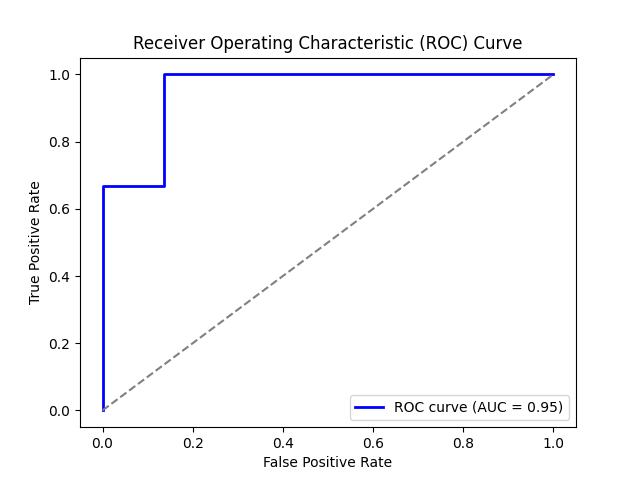 Receiver Operating Characteristic (ROC) Curve
1.0
0.8
0.6
0.4
0.2
0.0
True Positive Rate
ROC curve (AUC = 0.95)
0.0 0.2 0.4 0.6 0.8 1.0
False Positive Rate